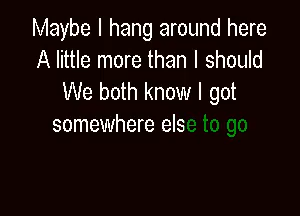 Maybe I hang around here
A little more than I should
We both know I got
somewhere else to go